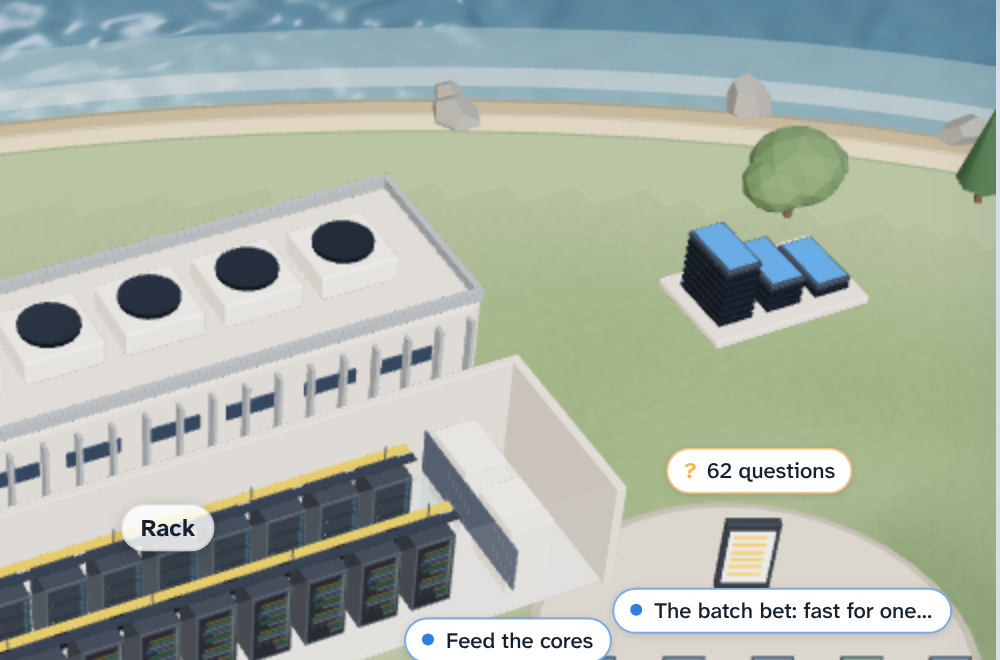 ? 62 questions
Rack
The batch bet: fast for one...
Feed the cores